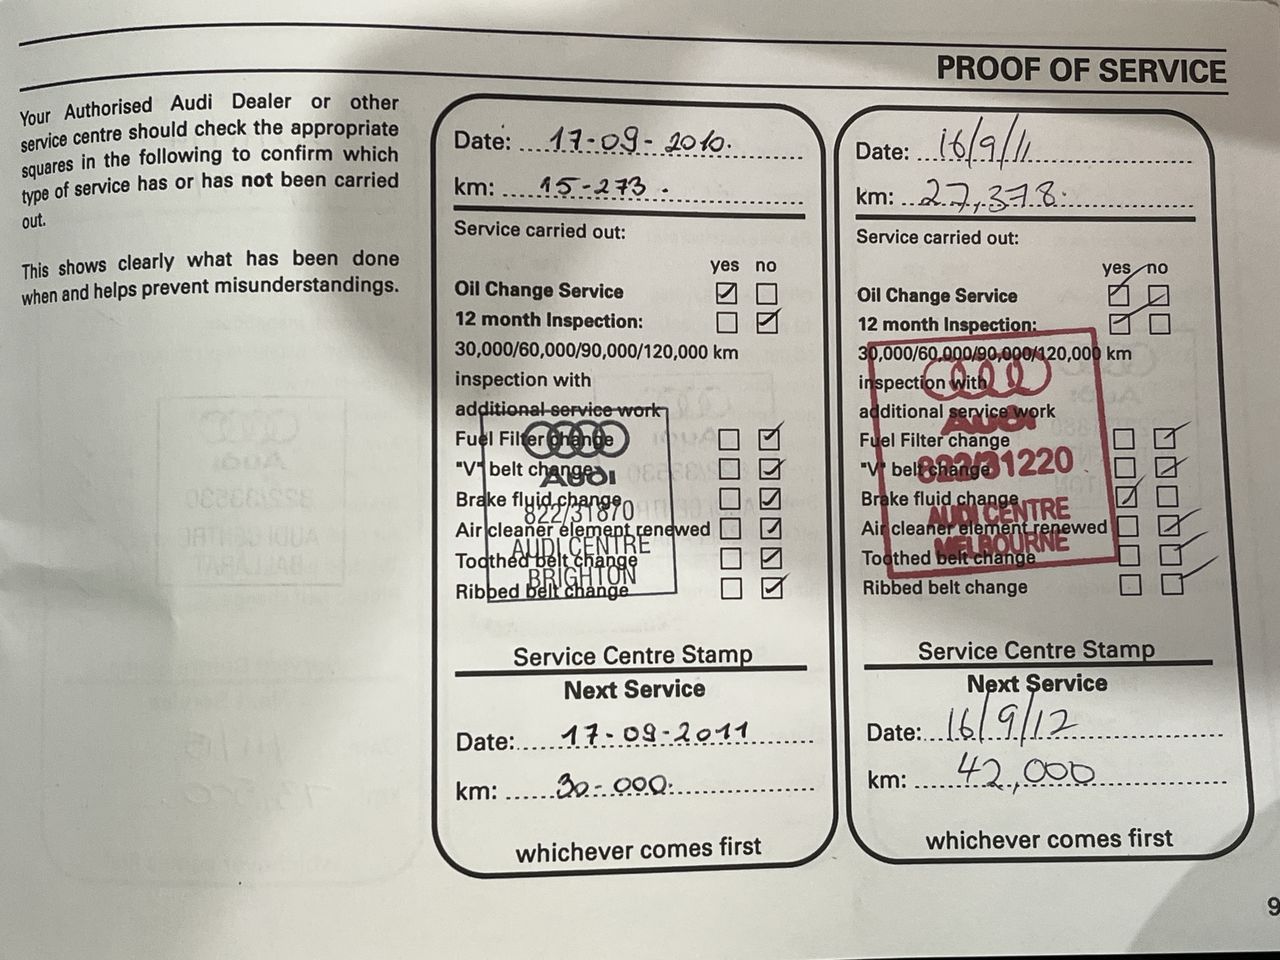 PROOF OF SERVICE
Your Authorised Audi Dealer or other
service centre should check the appropriate
squares in the following to confirm which
type of service has or has not been carried
out.
This shows clearly what has been done
when and helps prevent misunderstandings.
Date: 17-09-2010.
km: 15-273.
Service carried out:
yes no
Oil Change Service
12 month Inspection:
30,000/60,000/90,000/120,000 km
inspection with
additional service work
Fuel Filter change
"V" belt change
Brake fluid change
Air cleaner element renewed
Toothed belt change
Ribbed belt change
Audi
822/31870
AUDI CENTRE
BRIGHTON
Service Centre Stamp
Next Service
Date: 17-09-2011
km: 30-000.
whichever comes first
Date: 16/9/11
km: 27,378.
Service carried out:
yes no
Oil Change Service
12 month Inspection:
30,000/60,000/90,000/120,000 km
inspection with
additional service work
Fuel Filter change
"V" belt change
Brake fluid change
Air cleaner element renewed
Toothed belt change
Ribbed belt change
Audi
822/31220
AUDI CENTRE
MELBOURNE
Service Centre Stamp
Next Service
Date: 16/9/12
km: 42,000
whichever comes first
9